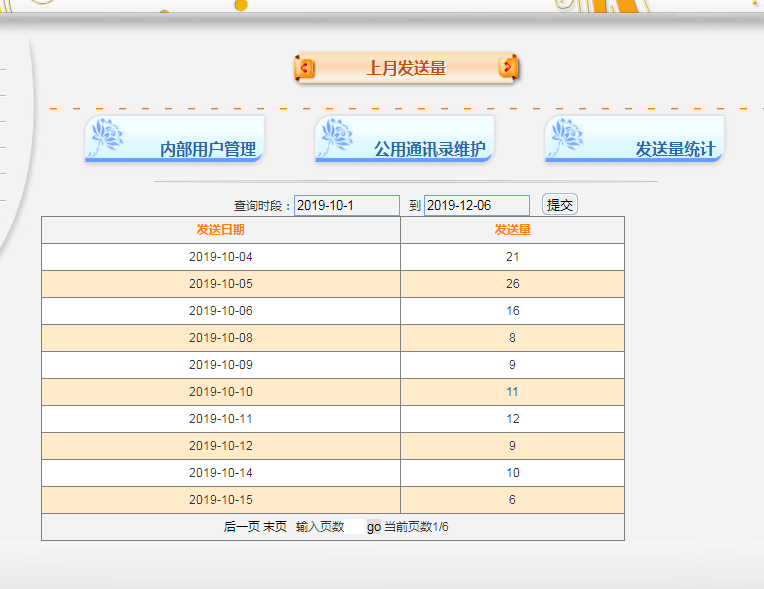 上月发送量
内部用户管理 公用通讯录维护 发送量统计
查询时段：2019-10-1 到 2019-12-06 提交
发送日期 发送量
2019-10-04 21
2019-10-05 26
2019-10-06 16
2019-10-08 8
2019-10-09 9
2019-10-10 11
2019-10-11 12
2019-10-12 9
2019-10-14 10
2019-10-15 6
后一页 末页 输入页数 go 当前页数1/6